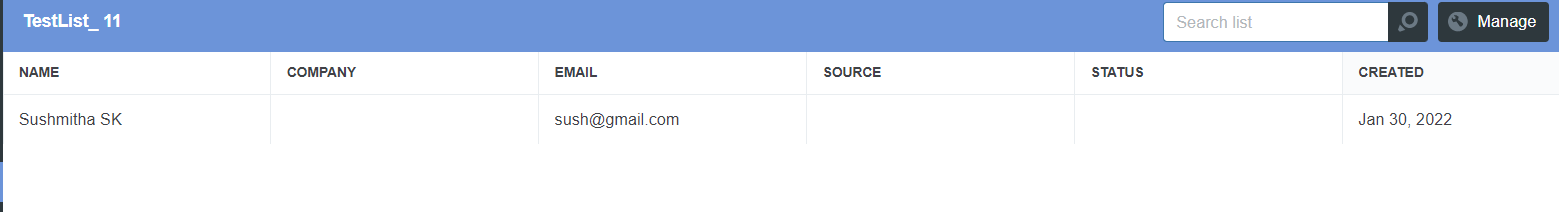 TestList_ 11
Search list
Manage
NAME COMPANY EMAIL SOURCE STATUS CREATED
Sushmitha SK sush@gmail.com Jan 30, 2022